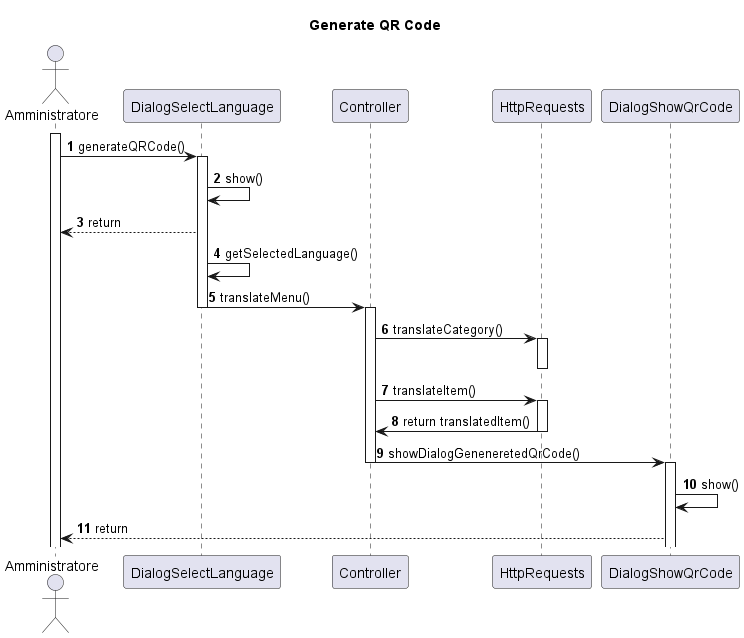 Generate QR Code
Amministratore
DialogSelectLanguage
Controller
HttpRequests
DialogShowQrCode
1 generateQRCode()
2 show()
3 return
4 getSelectedLanguage()
5 translateMenu()
6 translateCategory()
7 translateItem()
8 return translatedItem()
9 showDialogGeneneretedQrCode()
10 show()
11 return
Amministratore
DialogSelectLanguage
Controller
HttpRequests
DialogShowQrCode